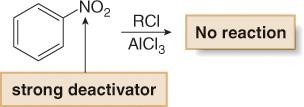 NO₂
RCl
AlCl₃
No reaction
strong deactivator